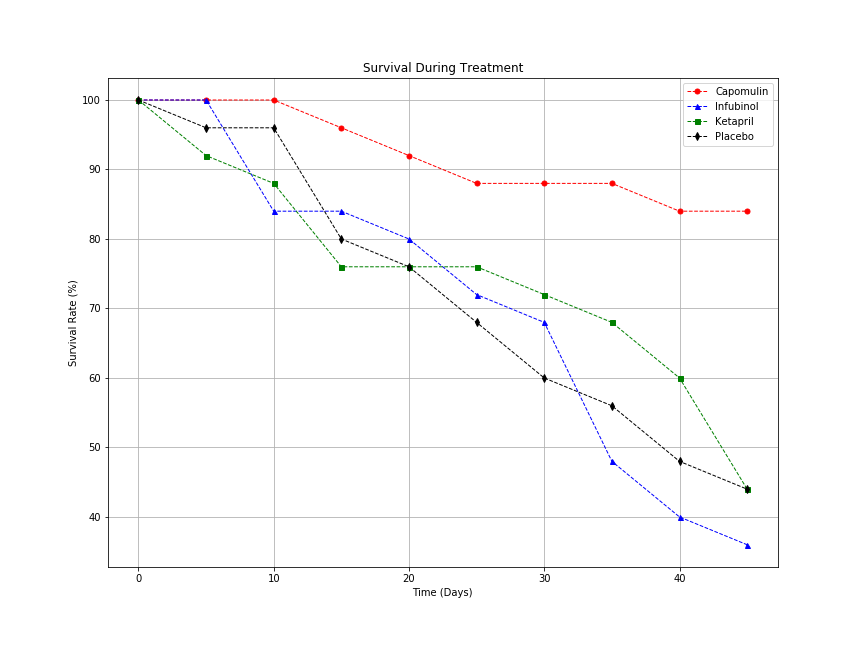 Survival During Treatment
Capomulin
Infubinol
Ketapril
Placebo
100
90
80
70
60
50
40
Survival Rate (%)
0 10 20 30 40
Time (Days)